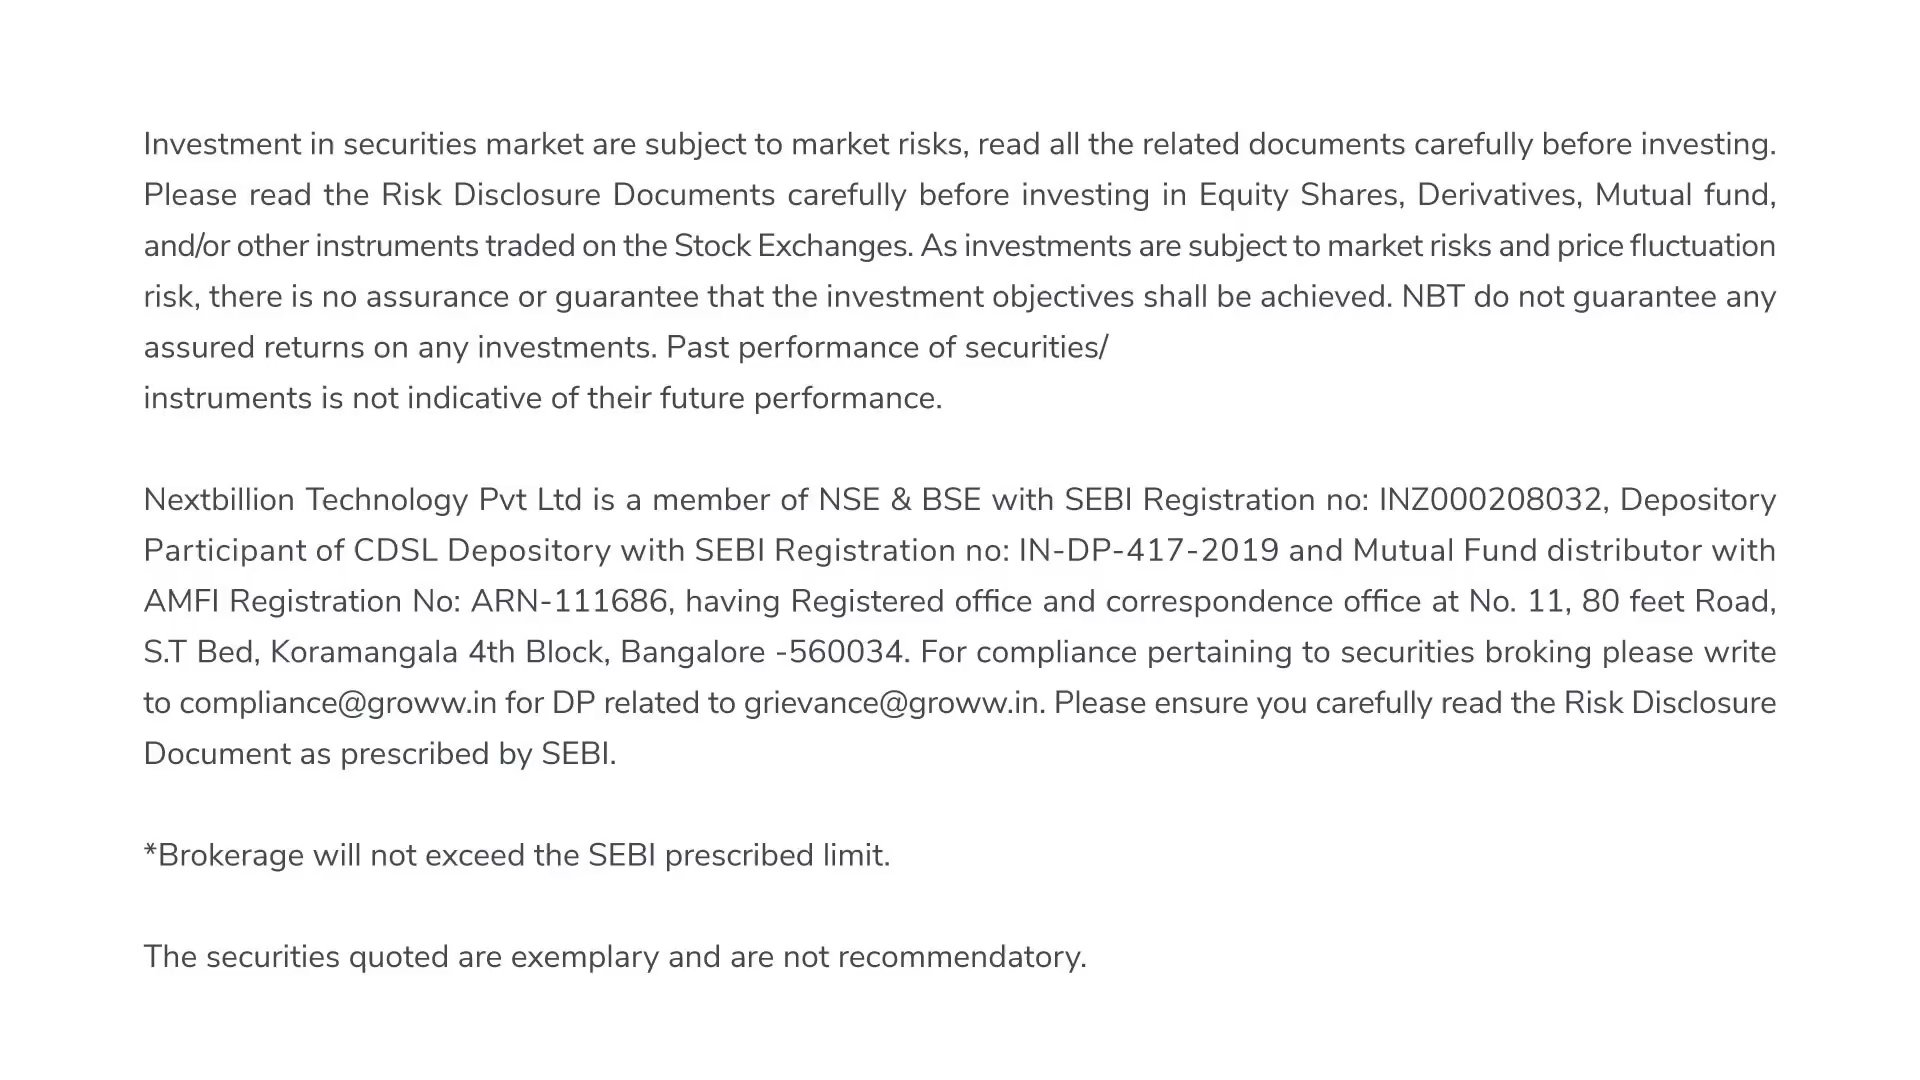 Investment in securities market are subject to market risks, read all the related documents carefully before investing.
Please read the Risk Disclosure Documents carefully before investing in Equity Shares, Derivatives, Mutual fund,
and/or other instruments traded on the Stock Exchanges. As investments are subject to market risks and price fluctuation
risk, there is no assurance or guarantee that the investment objectives shall be achieved. NBT do not guarantee any
assured returns on any investments. Past performance of securities/
instruments is not indicative of their future performance.
Nextbillion Technology Pvt Ltd is a member of NSE & BSE with SEBI Registration no: INZ000208032, Depository
Participant of CDSL Depository with SEBI Registration no: IN-DP-417-2019 and Mutual Fund distributor with
AMFI Registration No: ARN-111686, having Registered office and correspondence office at No. 11, 80 feet Road,
S.T Bed, Koramangala 4th Block, Bangalore -560034. For compliance pertaining to securities broking please write
to compliance@groww.in for DP related to grievance@groww.in. Please ensure you carefully read the Risk Disclosure
Document as prescribed by SEBI.
*Brokerage will not exceed the SEBI prescribed limit.
The securities quoted are exemplary and are not recommendatory.